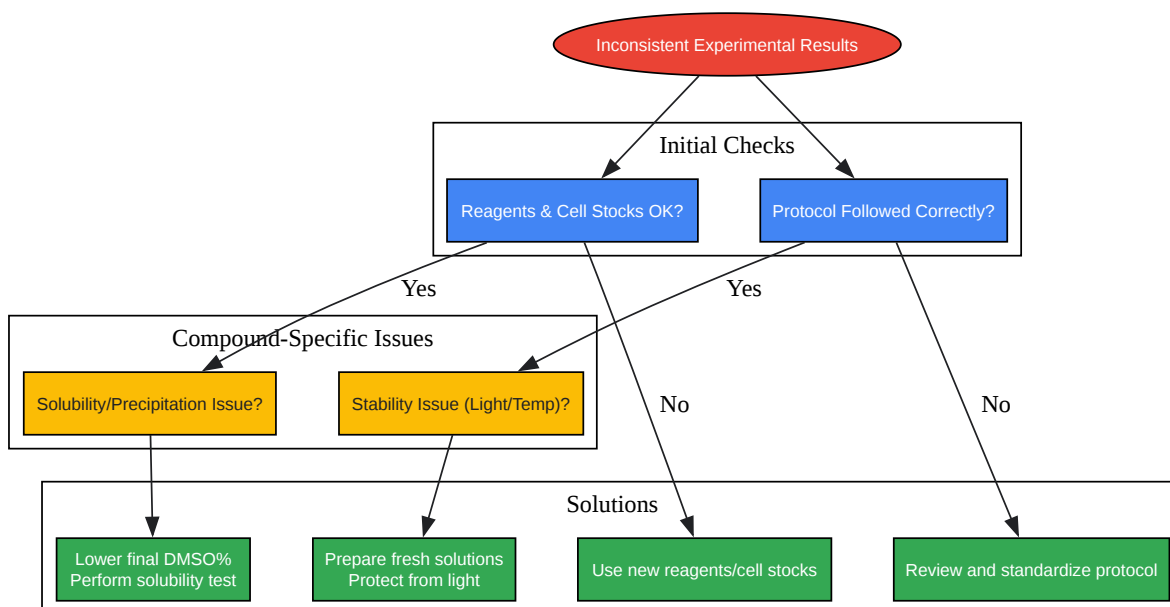 Inconsistent Experimental Results
Initial Checks
Reagents & Cell Stocks OK?
Protocol Followed Correctly?
Yes
Yes
Compound-Specific Issues
Solubility/Precipitation Issue?
Stability Issue (Light/Temp)?
No
No
Solutions
Lower final DMSO%
Perform solubility test
Prepare fresh solutions
Protect from light
Use new reagents/cell stocks
Review and standardize protocol